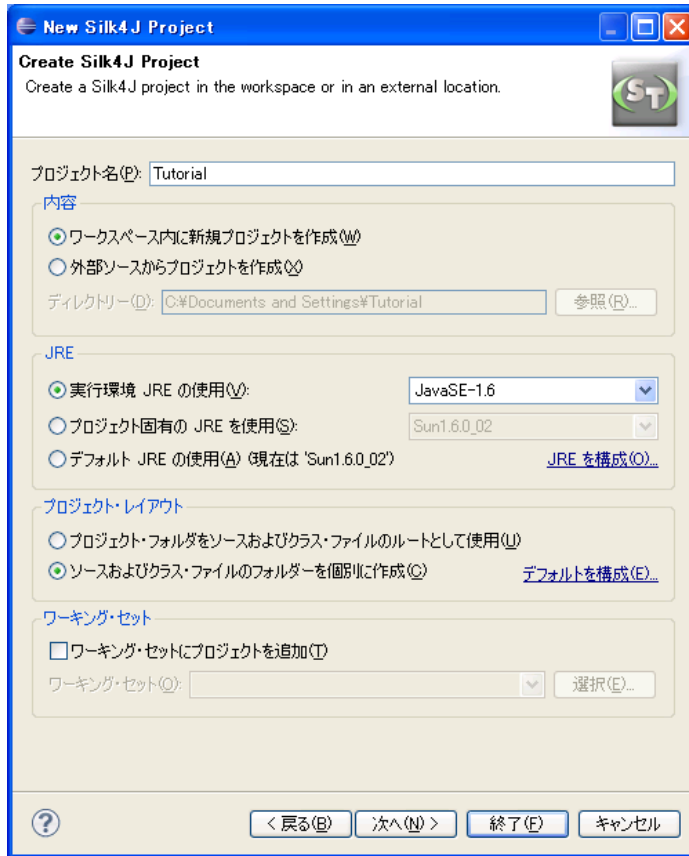 New Silk4J Project
Create Silk4J Project
Create a Silk4J project in the workspace or in an external location.
ST
プロジェクト名(P): Tutorial
内容
ワークスペース内に新規プロジェクトを作成(W)
外部ソースからプロジェクトを作成(X)
ディレクトリー(D): C:¥Documents and Settings¥Tutorial 参照(R)...
JRE
実行環境 JRE の使用(V): JavaSE-1.6
プロジェクト固有の JRE を使用(S): Sun1.6.0_02
デフォルト JRE の使用(A) (現在は 'Sun1.6.0_02') JRE を構成(O)...
プロジェクト・レイアウト
プロジェクト・フォルダをソースおよびクラス・ファイルのルートとして使用(U)
ソースおよびクラス・ファイルのフォルダーを個別に作成(C) デフォルトを構成(E)...
ワーキング・セット
ワーキング・セットにプロジェクトを追加(T)
ワーキング・セット(O): 選択(E)...
? < 戻る(B) 次へ(N) > 終了(F) キャンセル